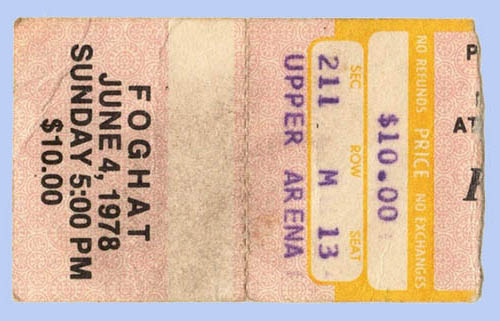 FOGHAT
JUNE 4, 1978
SUNDAY 5:00 PM
$10.00
AT
NO REFUNDS PRICE NO EXCHANGES
$10.00
SEC ROW SEAT
211 M 13
UPPER ARENA